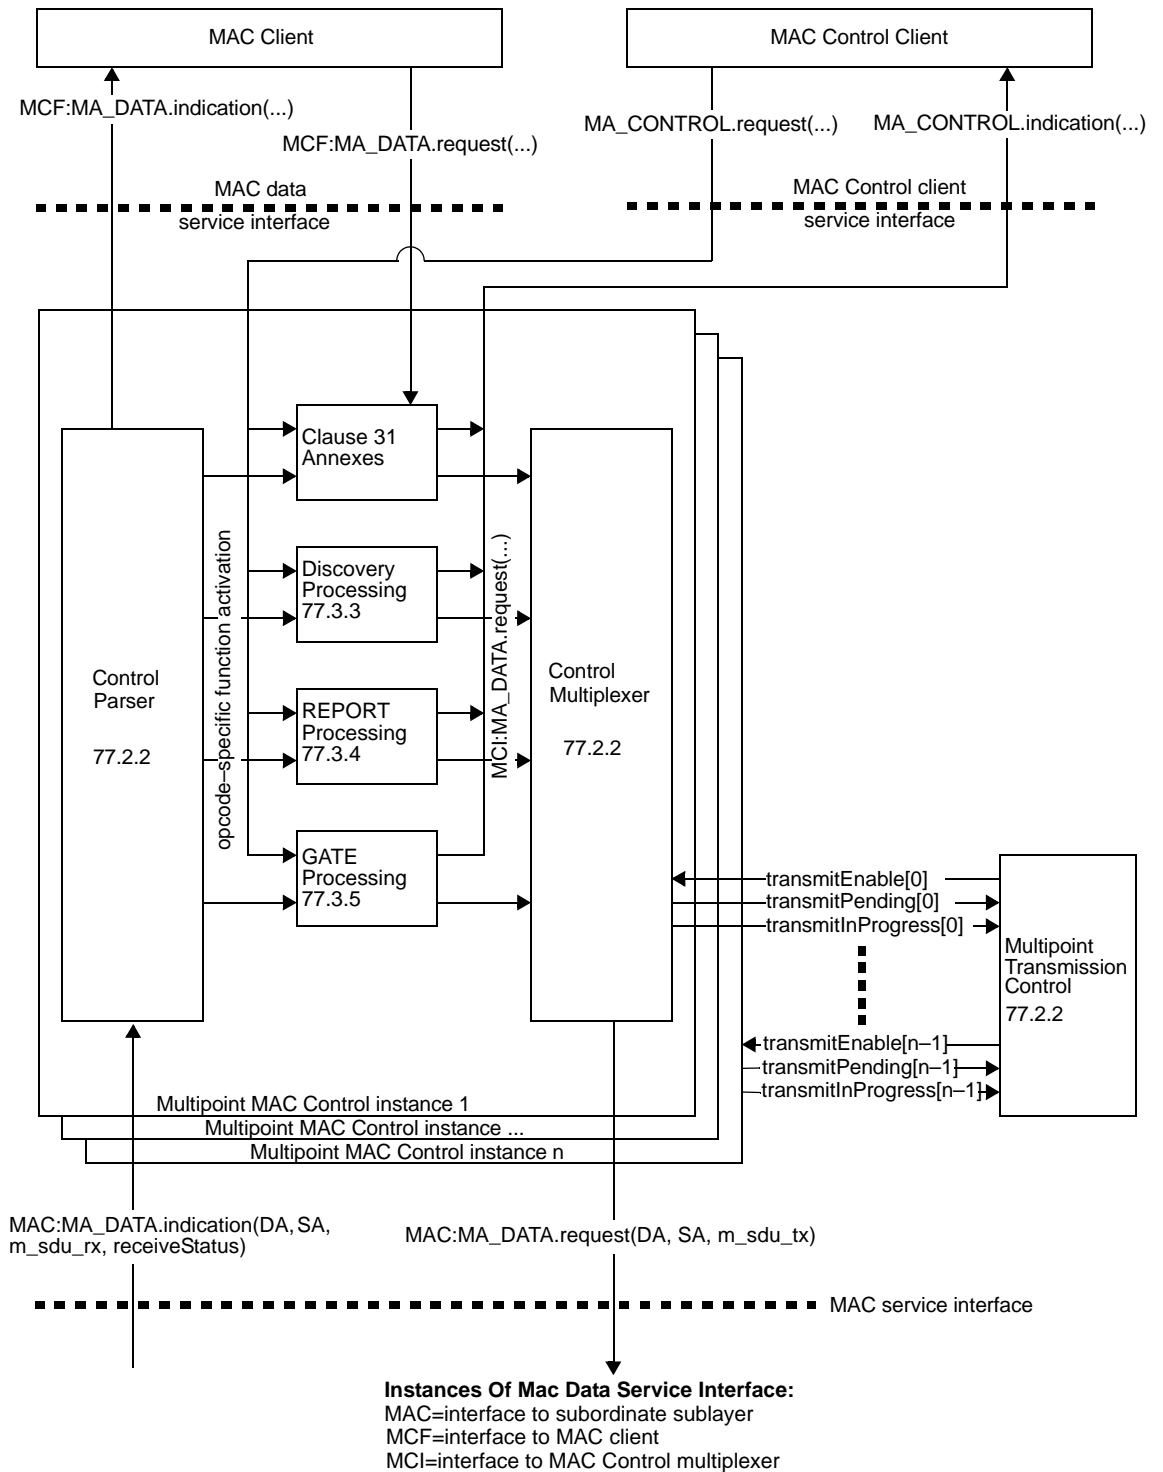 MAC Client
MAC Control Client
MCF:MA_DATA.indication(...)
MCF:MA_DATA.request(...)
MA_CONTROL.request(...)
MA_CONTROL.indication(...)
MAC data
service interface
MAC Control client
service interface
Clause 31
Annexes
Discovery
Processing
77.3.3
REPORT
Processing
77.3.4
GATE
Processing
77.3.5
Control
Parser
77.2.2
opcode–specific function activation
MCI:MA_DATA.request(...)
Control
Multiplexer
77.2.2
transmitEnable[0]
transmitPending[0]
transmitInProgress[0]
Multipoint
Transmission
Control
77.2.2
transmitEnable[n–1]
transmitPending[n–1]
transmitInProgress[n–1]
Multipoint MAC Control instance 1
Multipoint MAC Control instance ...
Multipoint MAC Control instance n
MAC:MA_DATA.indication(DA, SA,
m_sdu_rx, receiveStatus)
MAC:MA_DATA.request(DA, SA, m_sdu_tx)
MAC service interface
Instances Of Mac Data Service Interface:
MAC=interface to subordinate sublayer
MCF=interface to MAC client
MCI=interface to MAC Control multiplexer